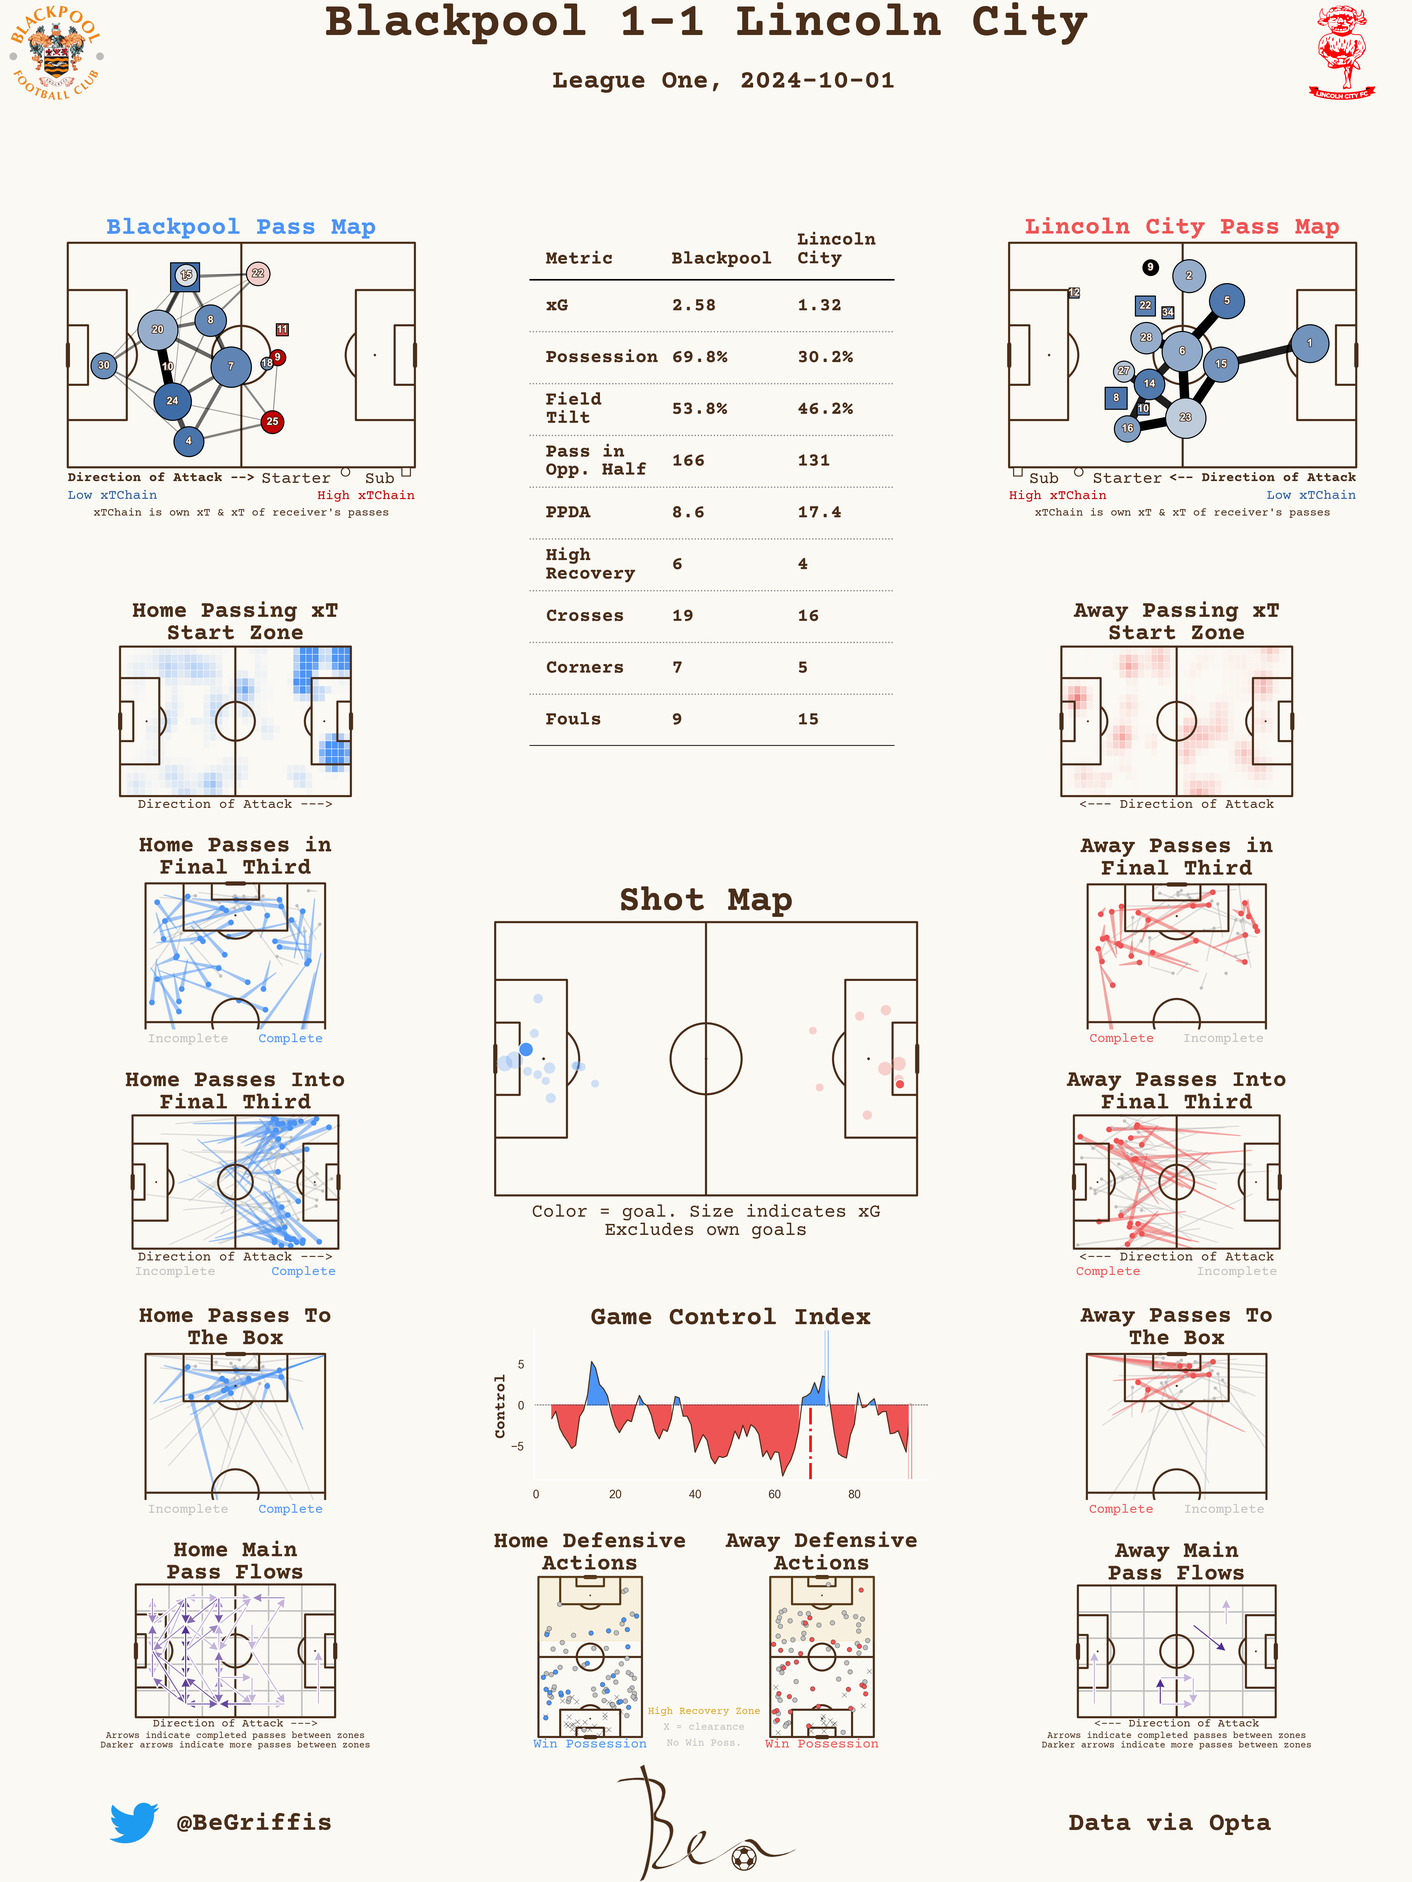 Blackpool 1-1 Lincoln City
League One, 2024-10-01
BLACKPOOL
FOOTBALL CLUB
LINCOLN CITY FC
Blackpool Pass Map
15
22
8
20
11
30
10
18
9
7
24
25
4
Direction of Attack --> Starter Sub
Low xTChain High xTChain
xTChain is own xT & xT of receiver's passes
Metric Blackpool Lincoln City
xG 2.58 1.32
Possession 69.8% 30.2%
Field Tilt 53.8% 46.2%
Pass in Opp. Half 166 131
PPDA 8.6 17.4
High Recovery 6 4
Crosses 19 16
Corners 7 5
Fouls 9 15
Lincoln City Pass Map
9
2
12
5
22
34
28
6
1
27
15
14
8
10
23
16
Sub Starter <-- Direction of Attack
High xTChain Low xTChain
xTChain is own xT & xT of receiver's passes
Home Passing xT
Start Zone
Direction of Attack --->
Away Passing xT
Start Zone
<--- Direction of Attack
Home Passes in
Final Third
Incomplete Complete
Away Passes in
Final Third
Complete Incomplete
Shot Map
Color = goal. Size indicates xG
Excludes own goals
Home Passes Into
Final Third
Direction of Attack --->
Incomplete Complete
Away Passes Into
Final Third
<--- Direction of Attack
Complete Incomplete
Home Passes To
The Box
Incomplete Complete
Game Control Index
Control
5
0
−5
0 20 40 60 80
Away Passes To
The Box
Complete Incomplete
Home Main
Pass Flows
Direction of Attack --->
Arrows indicate completed passes between zones
Darker arrows indicate more passes between zones
Home Defensive
Actions
Win Possession
High Recovery Zone
X = clearance
No Win Poss.
Away Defensive
Actions
Win Possession
Away Main
Pass Flows
<--- Direction of Attack
Arrows indicate completed passes between zones
Darker arrows indicate more passes between zones
@BeGriffis
Ben
Data via Opta